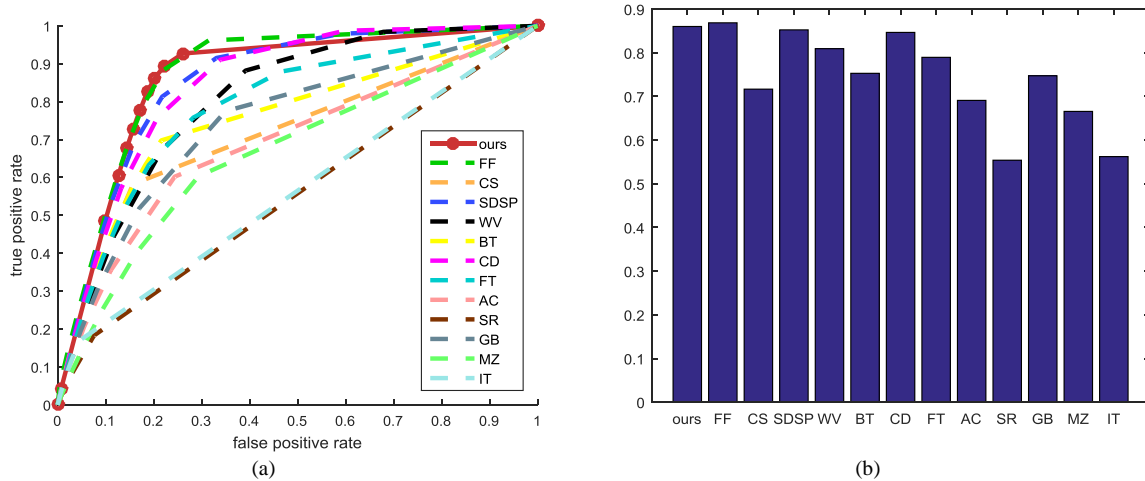 1
0.9
0.8
0.7
0.6
0.5
0.4
0.3
0.2
0.1
0
true positive rate
0 0.1 0.2 0.3 0.4 0.5 0.6 0.7 0.8 0.9 1
false positive rate
ours
FF
CS
SDSP
WV
BT
CD
FT
AC
SR
GB
MZ
IT
(a)
0.9
0.8
0.7
0.6
0.5
0.4
0.3
0.2
0.1
0
ours FF CS SDSP WV BT CD FT AC SR GB MZ IT
(b)